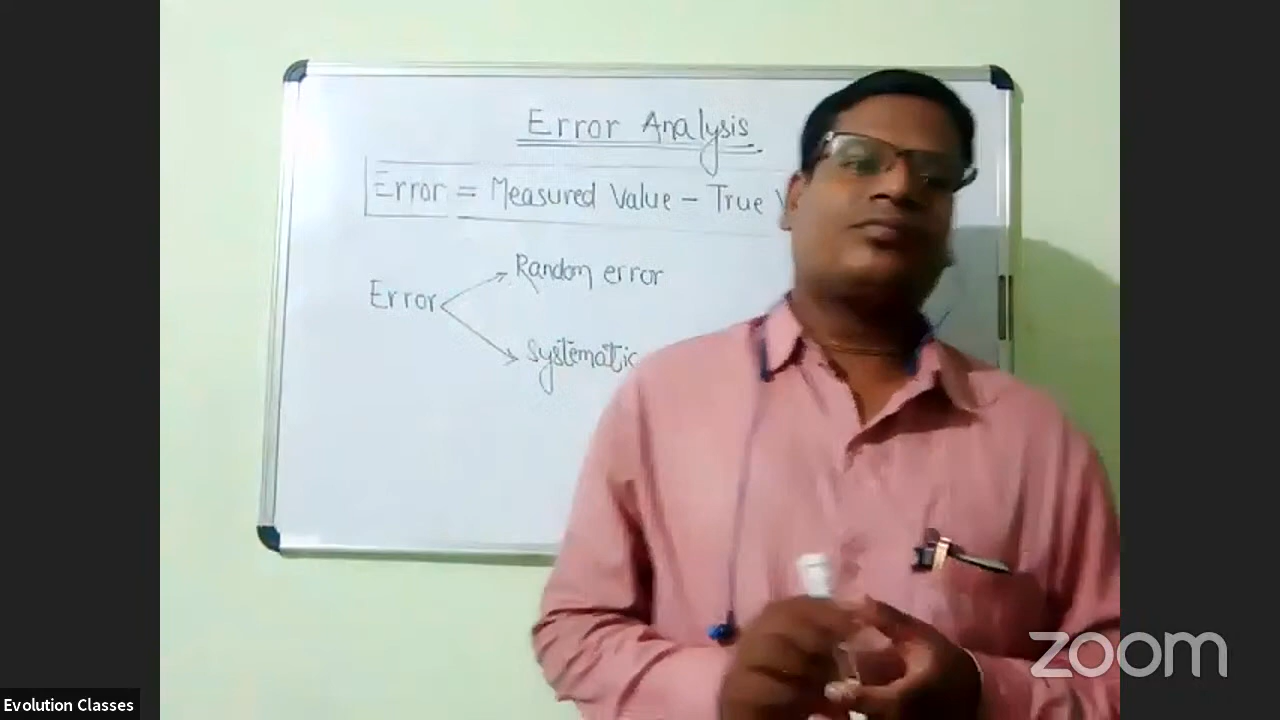 Error Analysis
Error = Measured Value - True
Random error
Error
Systematic
zoom
Evolution Classes